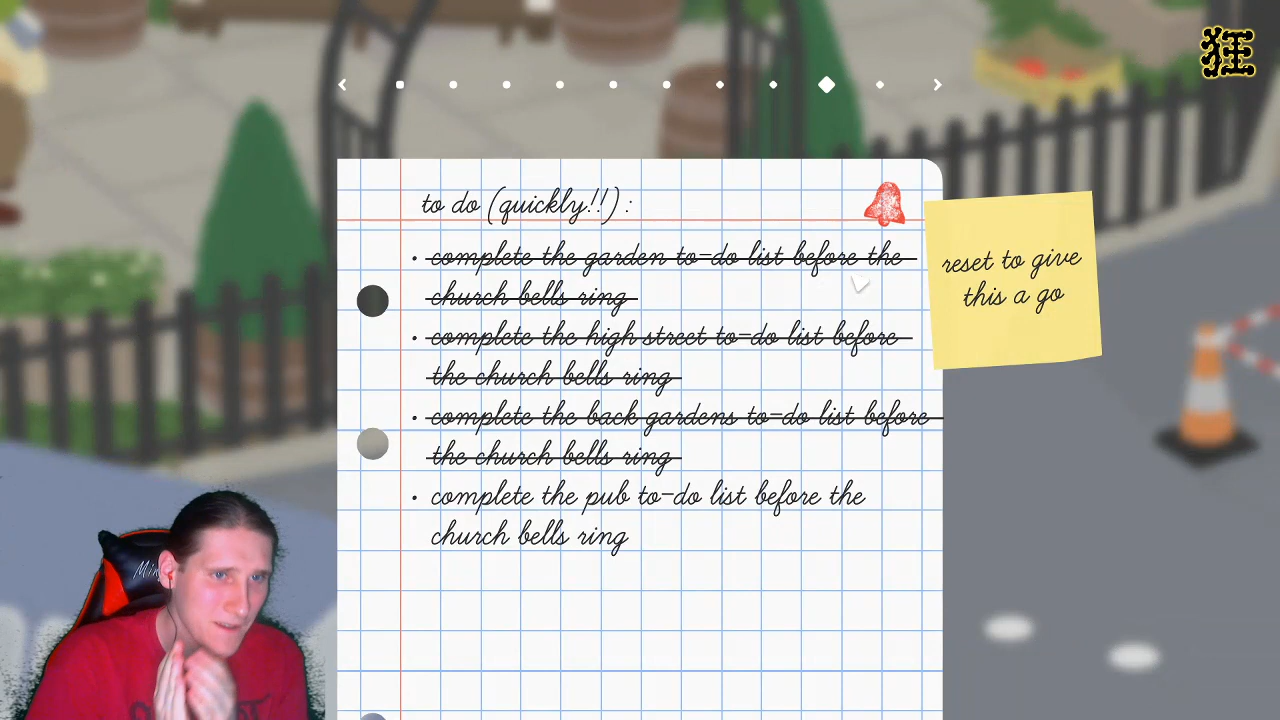 狂
to do (quickly!!) :
• complete the garden to-do list before the
church bells ring
• complete the high street to-do list before
the church bells ring
• complete the back gardens to-do list before
the church bells ring
• complete the pub to-do list before the
church bells ring
reset to give
this a go